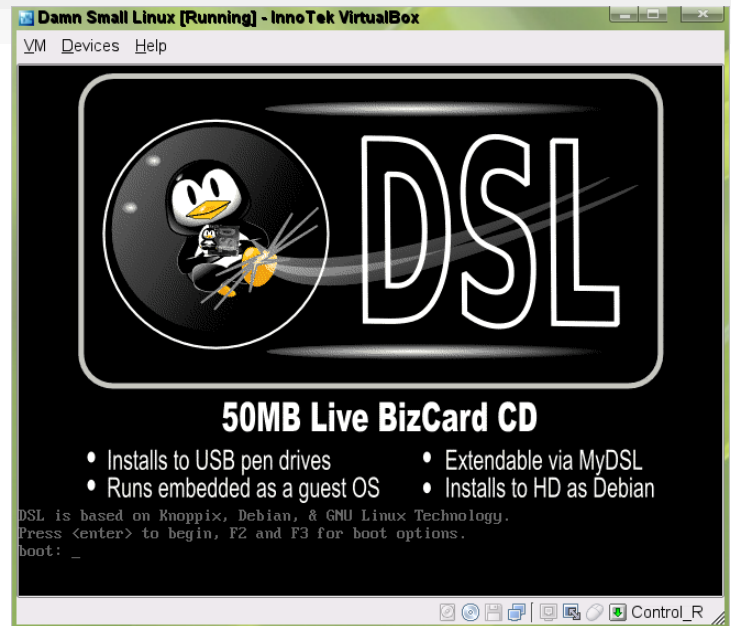 Damn Small Linux [Running] - InnoTek VirtualBox
VM Devices Help
DSL
50MB Live BizCard CD
• Installs to USB pen drives
• Extendable via MyDSL
• Runs embedded as a guest OS
• Installs to HD as Debian
DSL is based on Knoppix, Debian, & GNU Linux Technology.
Press <enter> to begin, F2 and F3 for boot options.
boot: _
Control_R